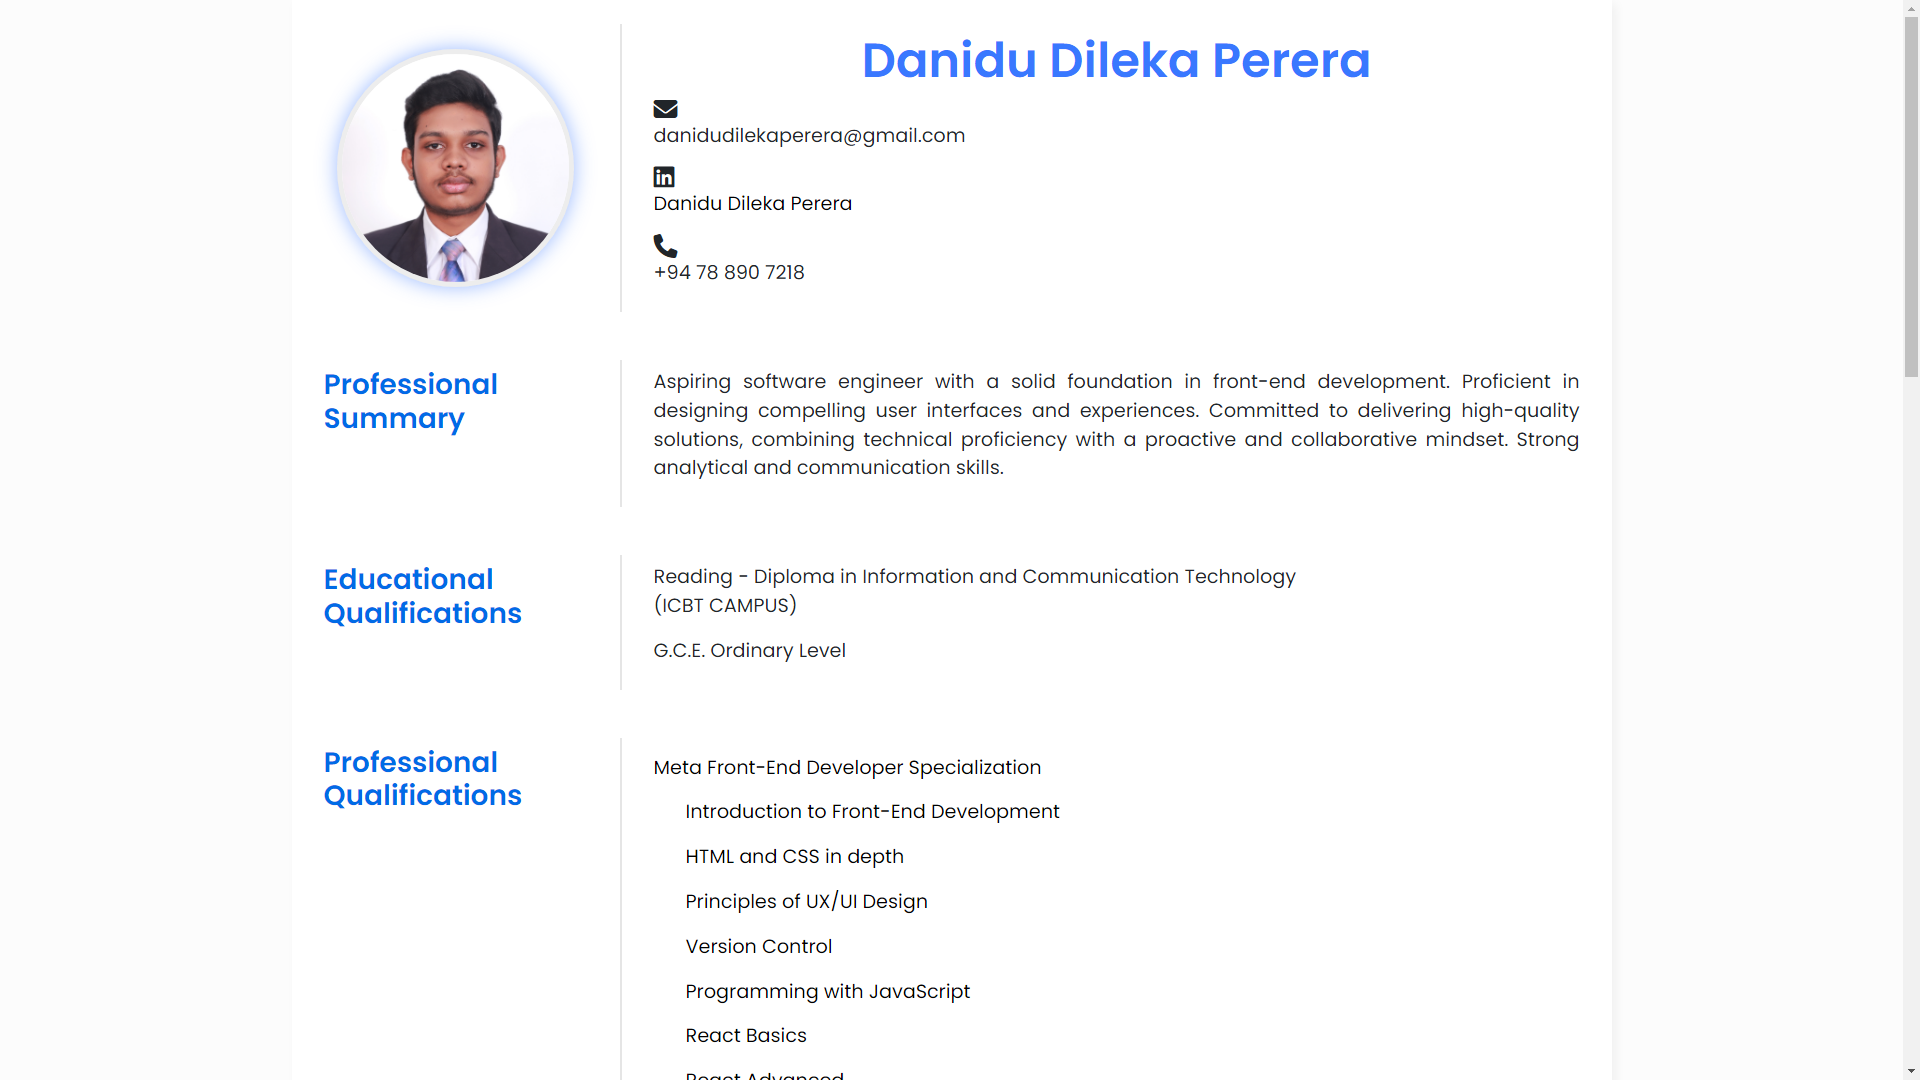 Danidu Dileka Perera
danidudilekaperera@gmail.com
in
Danidu Dileka Perera
+94 78 890 7218
Professional
Summary
Aspiring software engineer with a solid foundation in front-end development. Proficient in
designing compelling user interfaces and experiences. Committed to delivering high-quality
solutions, combining technical proficiency with a proactive and collaborative mindset. Strong
analytical and communication skills.
Educational
Qualifications
Reading - Diploma in Information and Communication Technology
(ICBT CAMPUS)
G.C.E. Ordinary Level
Professional
Qualifications
Meta Front-End Developer Specialization
Introduction to Front-End Development
HTML and CSS in depth
Principles of UX/UI Design
Version Control
Programming with JavaScript
React Basics
React Advanced